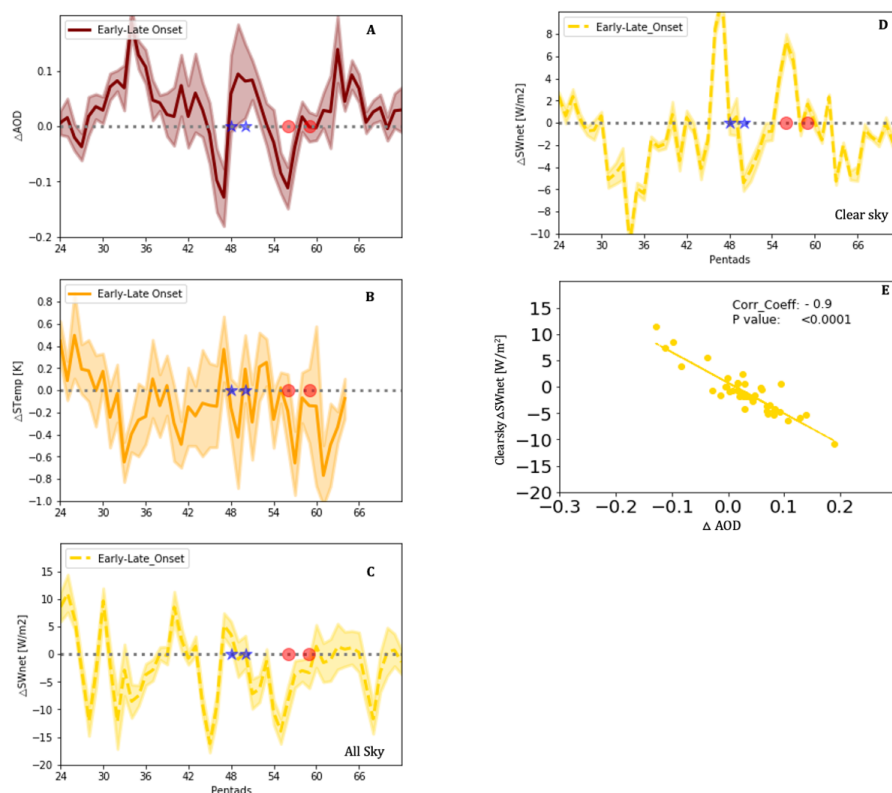 Early-Late Onset
A
0.1
0.0
−0.1
−0.2
△AOD
24 30 36 42 48 54 60 66
Early-Late Onset
B
0.8
0.6
0.4
0.2
0.0
−0.2
−0.4
−0.6
−0.8
−1.0
△STemp [K]
24 30 36 42 48 54 60 66
Early-Late_Onset
C
15
10
5
0
−5
−10
−15
−20
△SWnet [W/m2]
All Sky
24 30 36 42 48 54 60 66
Pentads
Early-Late_Onset
D
8
6
4
2
0
−2
−4
−6
−8
−10
△SWnet [W/m2]
Clear sky
24 30 36 42 48 54 60 66
Pentads
E
Corr_Coeff: - 0.9
P value: <0.0001
15
10
5
0
−5
−10
−15
−20
Clearsky △SWnet [W/m²]
−0.3 −0.2 −0.1 0.0 0.1 0.2
△ AOD